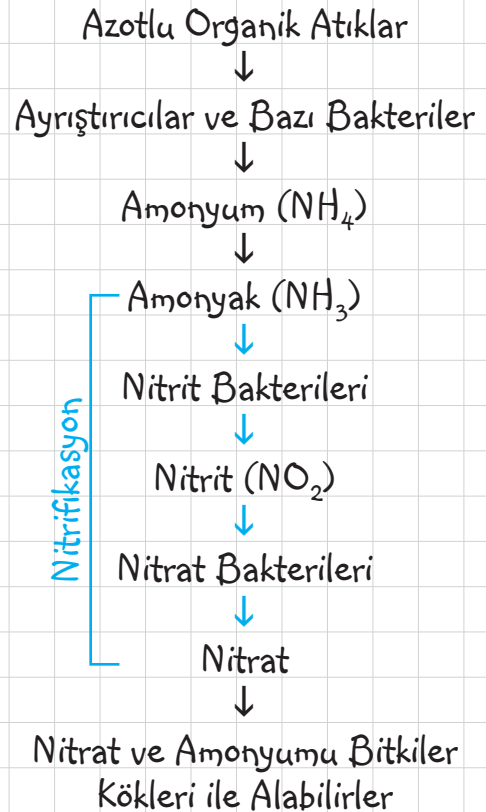 Azotlu Organik Atıklar
↓
Ayrıştırıcılar ve Bazı Bakteriler
↓
Amonyum (NH₄)
↓
Amonyak (NH₃)
↓
Nitrit Bakterileri
↓
Nitrit (NO₂)
↓
Nitrat Bakterileri
↓
Nitrat
↓
Nitrat ve Amonyumu Bitkiler
Kökleri ile Alabilirler
Nitrifikasyon